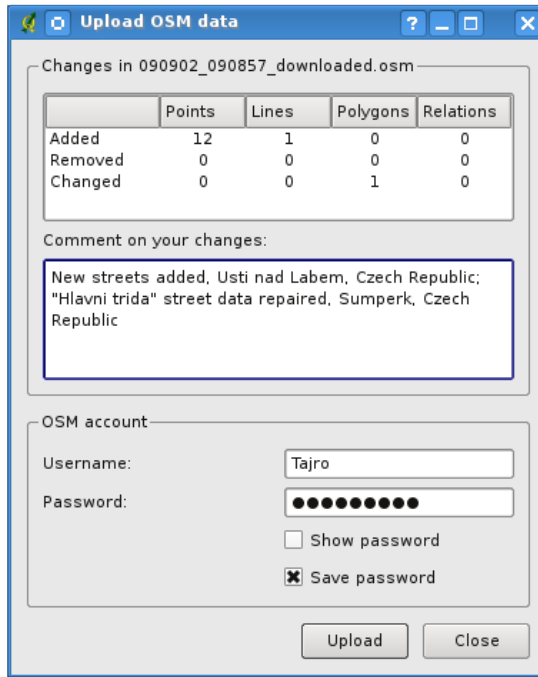 Upload OSM data
Changes in 090902_090857_downloaded.osm
Points Lines Polygons Relations
Added 12 1 0 0
Removed 0 0 0 0
Changed 0 0 1 0
Comment on your changes:
New streets added, Usti nad Labem, Czech Republic;
"Hlavni trida" street data repaired, Sumperk, Czech
Republic
OSM account
Username: Tajro
Password: ●●●●●●●●●
Show password
Save password
Upload Close